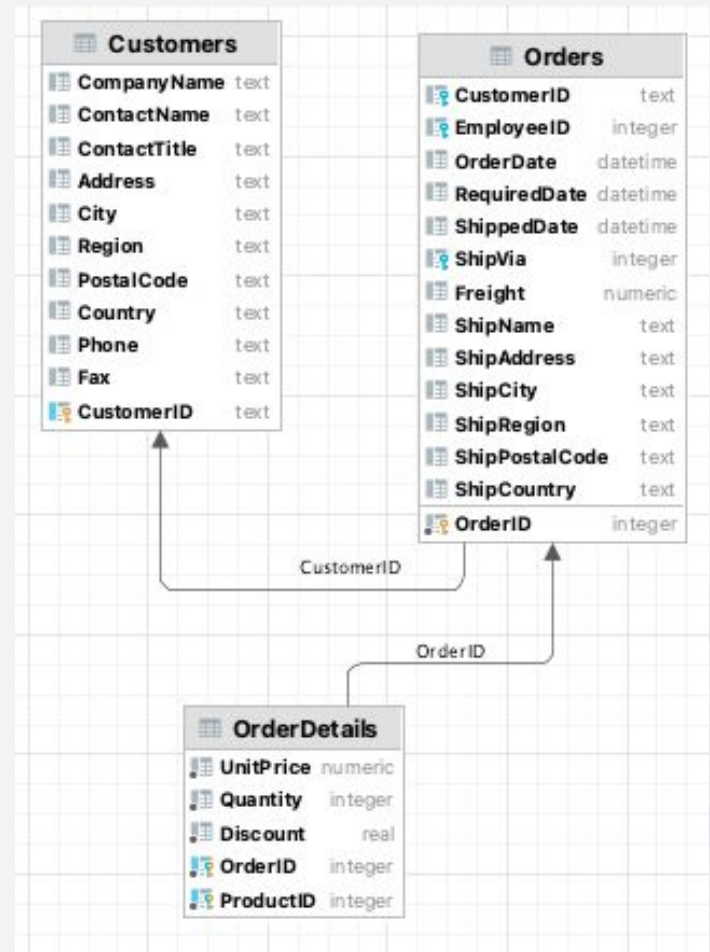 Customers
CompanyName text
ContactName text
ContactTitle text
Address text
City text
Region text
PostalCode text
Country text
Phone text
Fax text
CustomerID text
Orders
CustomerID text
EmployeeID integer
OrderDate datetime
RequiredDate datetime
ShippedDate datetime
ShipVia integer
Freight numeric
ShipName text
ShipAddress text
ShipCity text
ShipRegion text
ShipPostalCode text
ShipCountry text
OrderID integer
CustomerID
OrderID
OrderDetails
UnitPrice numeric
Quantity integer
Discount real
OrderID integer
ProductID integer